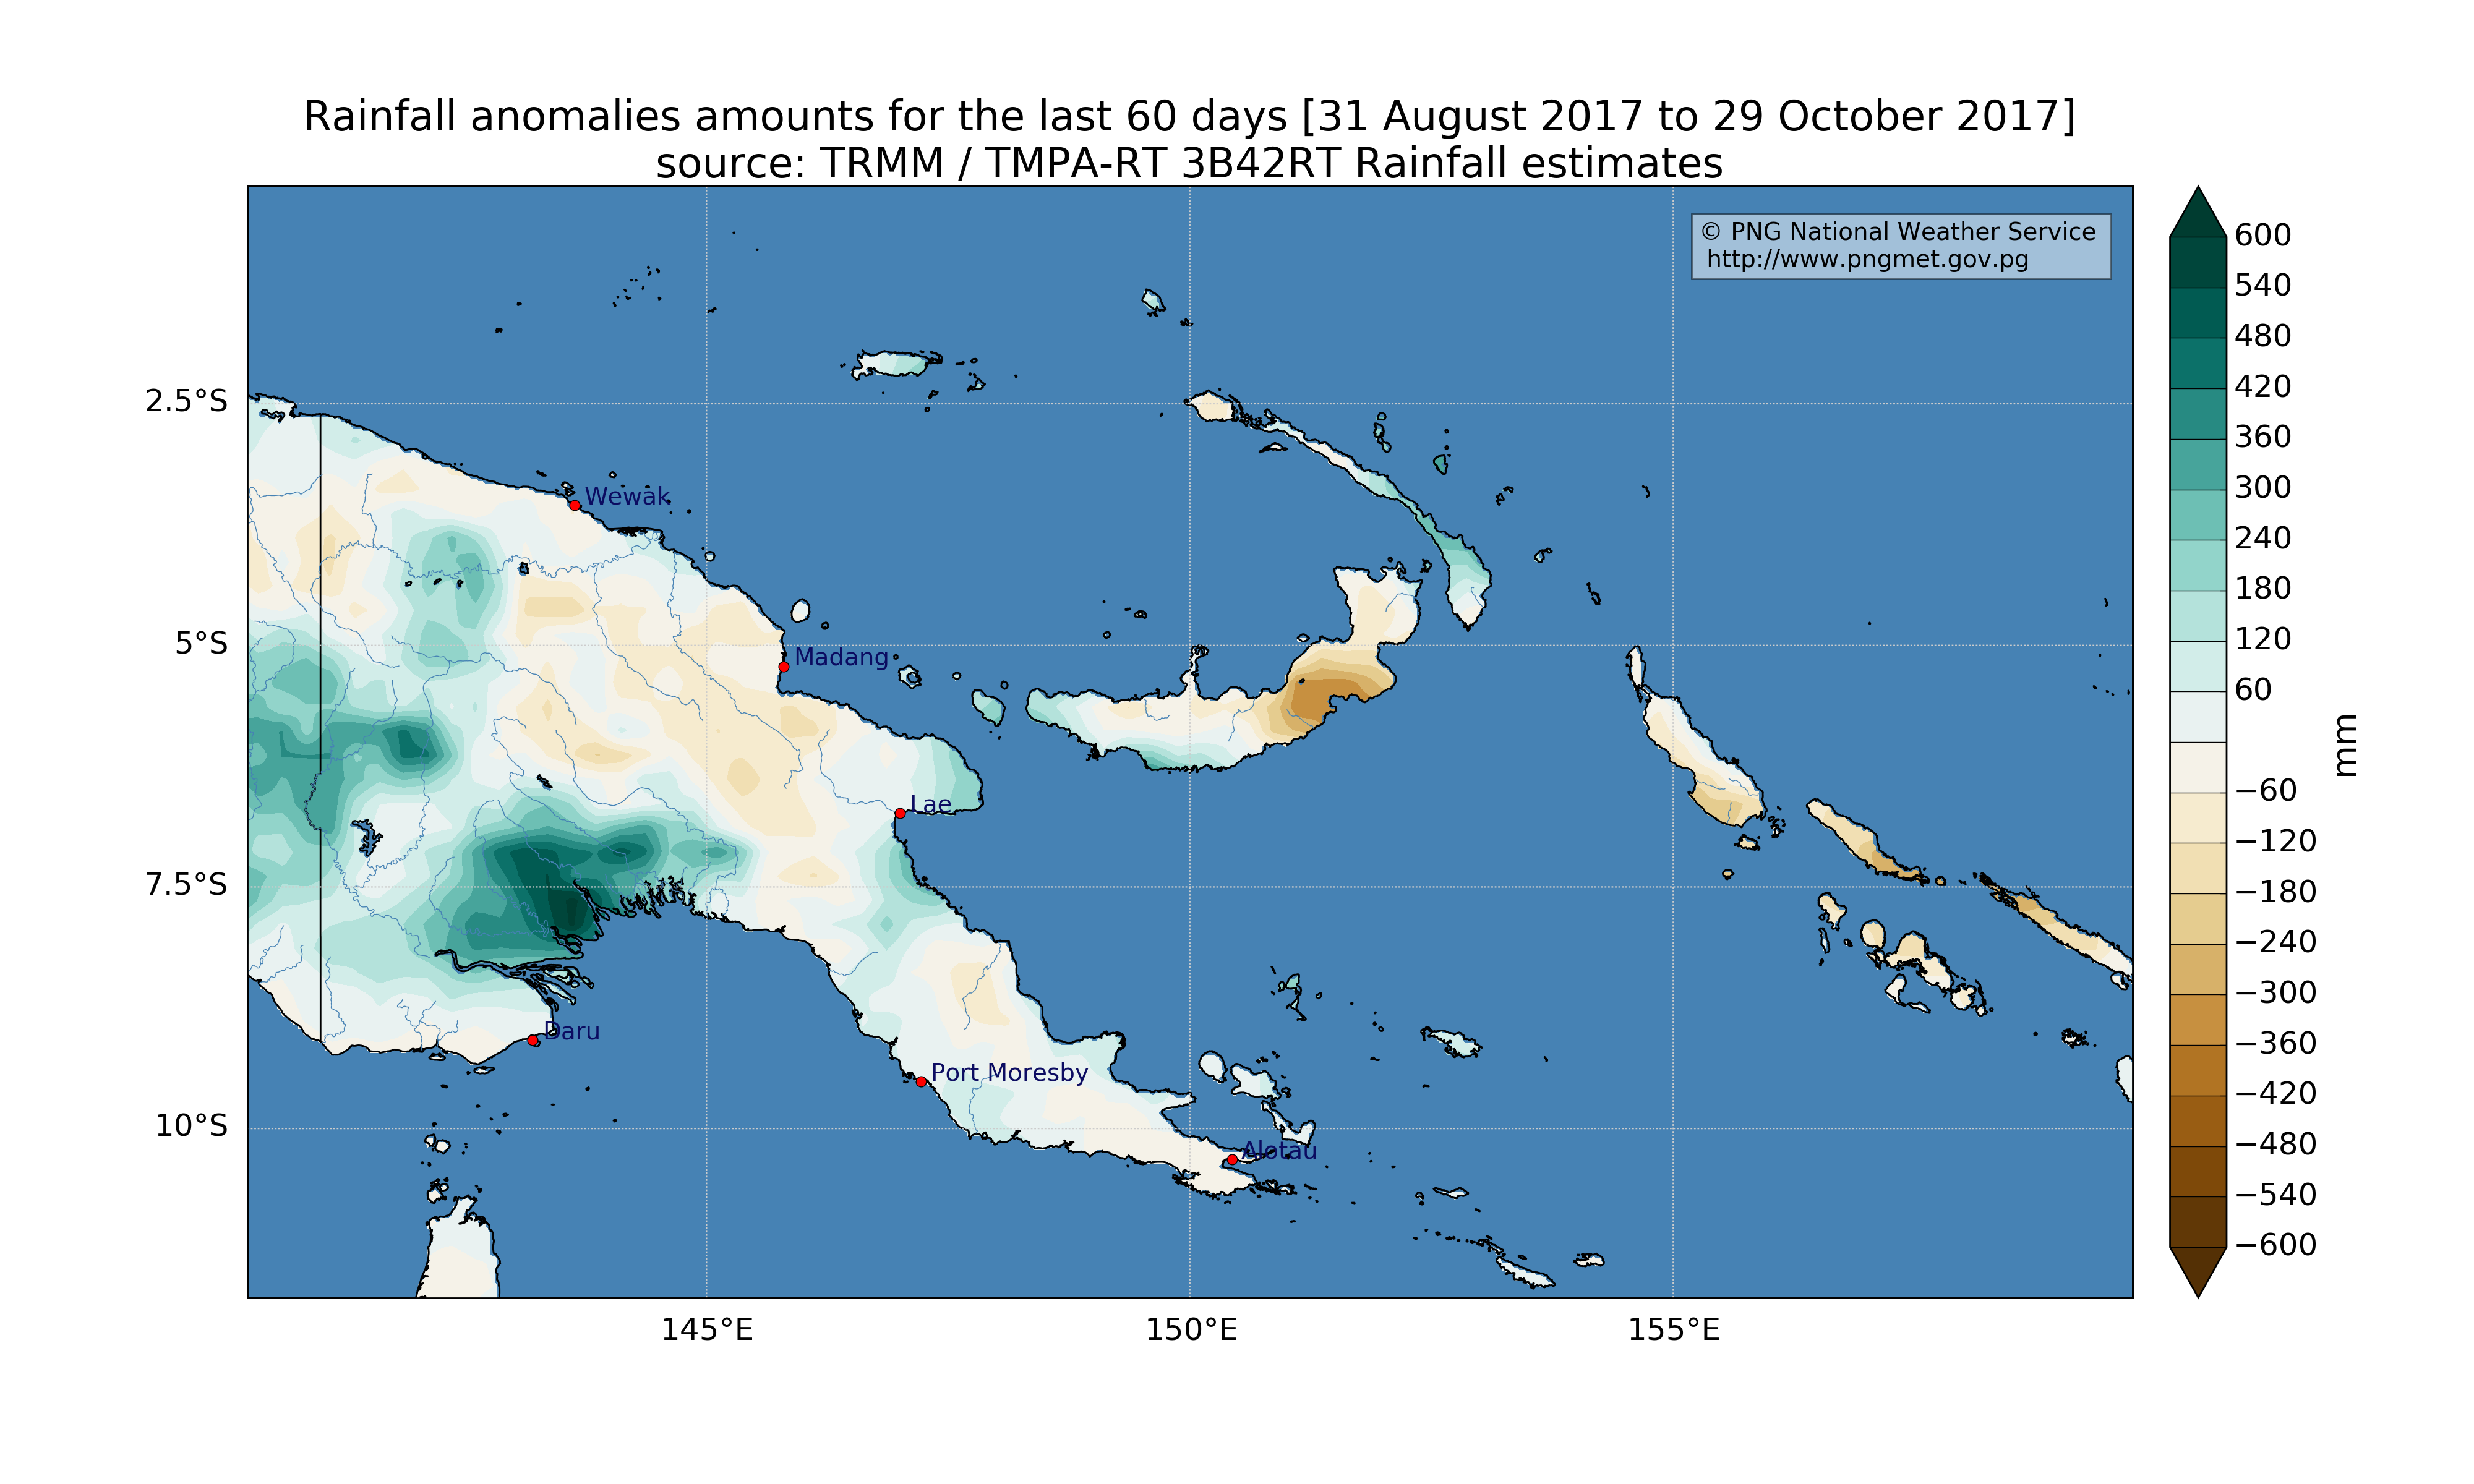 Rainfall anomalies amounts for the last 60 days [31 August 2017 to 29 October 2017]
source: TRMM / TMPA-RT 3B42RT Rainfall estimates
© PNG National Weather Service
http://www.pngmet.gov.pg
2.5°S
5°S
7.5°S
10°S
145°E
150°E
155°E
Wewak
Madang
Lae
Daru
Port Moresby
Alotau
600
540
480
420
360
300
240
180
120
60
−60
−120
−180
−240
−300
−360
−420
−480
−540
−600
mm